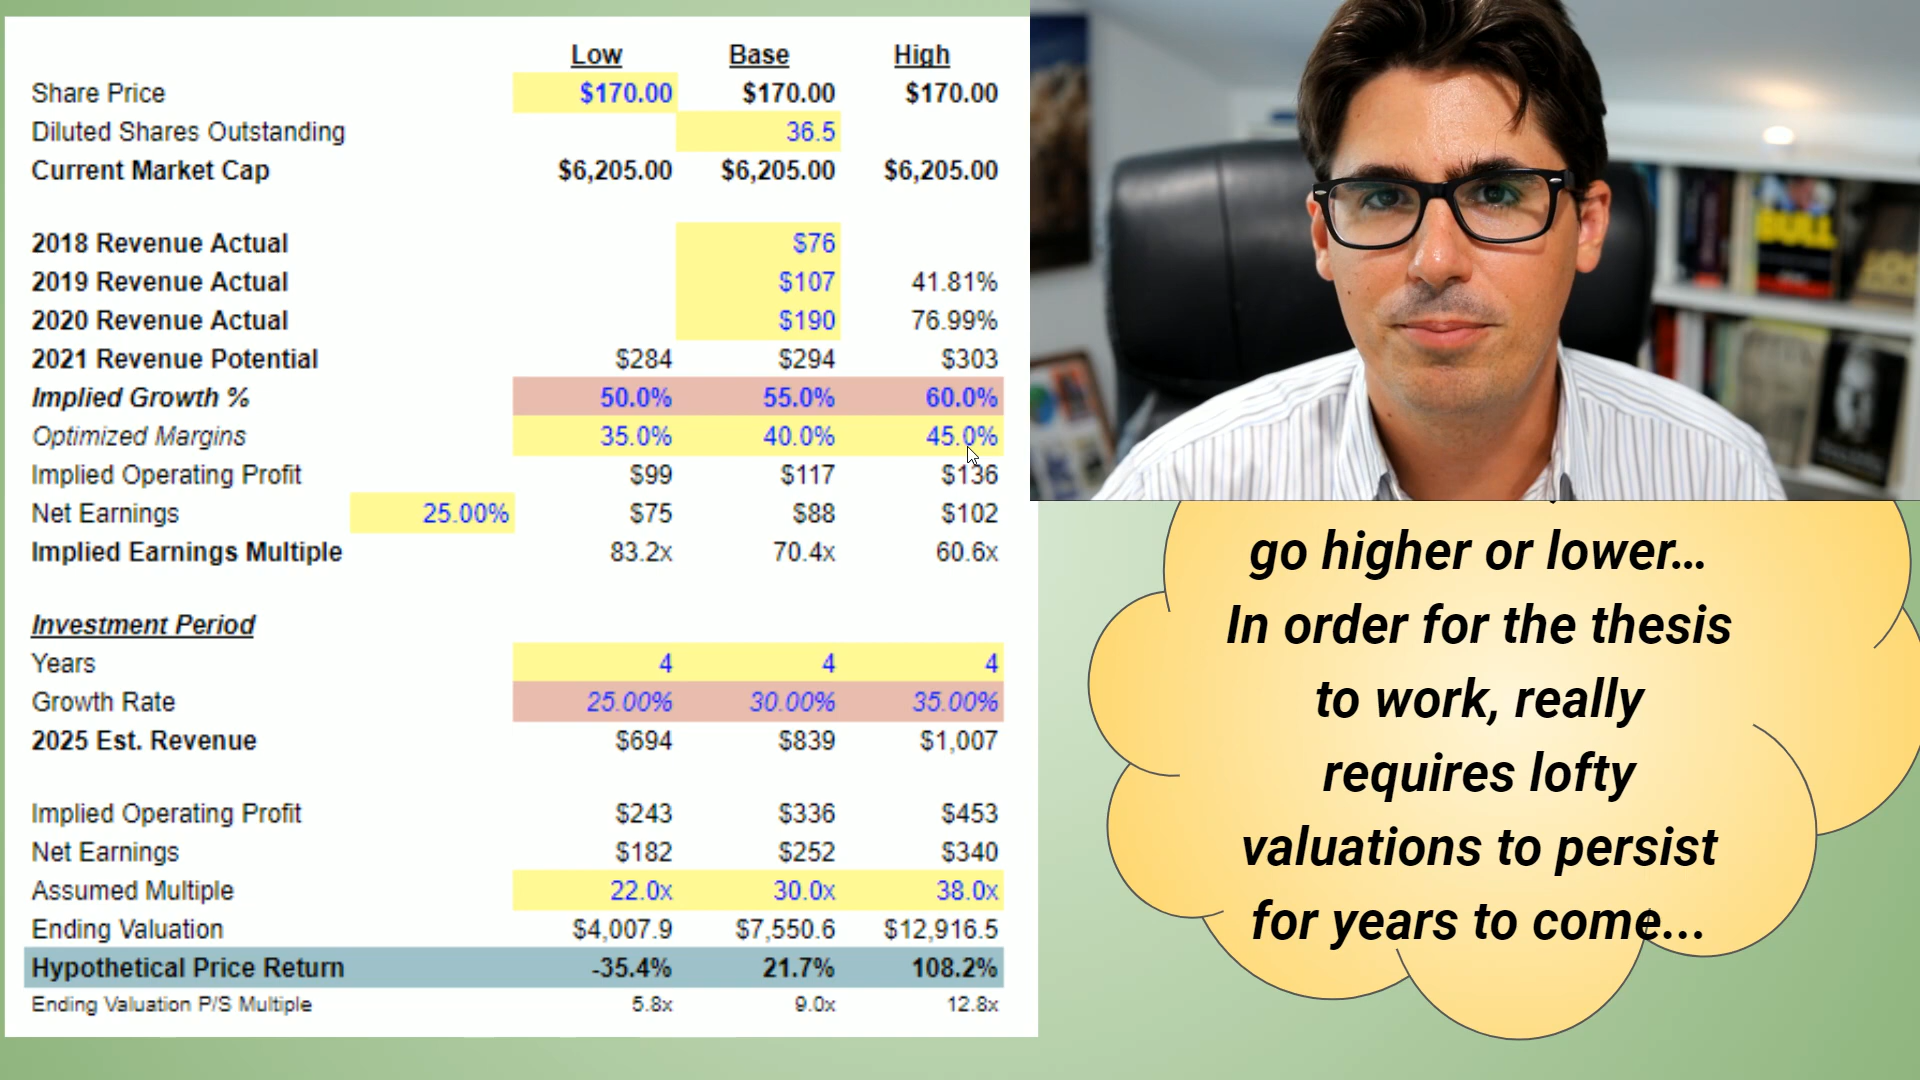 Low Base High
Share Price $170.00 $170.00 $170.00
Diluted Shares Outstanding 36.5
Current Market Cap $6,205.00 $6,205.00 $6,205.00
2018 Revenue Actual $76
2019 Revenue Actual $107 41.81%
2020 Revenue Actual $190 76.99%
2021 Revenue Potential $284 $294 $303
Implied Growth % 50.0% 55.0% 60.0%
Optimized Margins 35.0% 40.0% 45.0%
Implied Operating Profit $99 $117 $136
Net Earnings 25.00% $75 $88 $102
Implied Earnings Multiple 83.2x 70.4x 60.6x
Investment Period
Years 4 4 4
Growth Rate 25.00% 30.00% 35.00%
2025 Est. Revenue $694 $839 $1,007
Implied Operating Profit $243 $336 $453
Net Earnings $182 $252 $340
Assumed Multiple 22.0x 30.0x 38.0x
Ending Valuation $4,007.9 $7,550.6 $12,916.5
Hypothetical Price Return -35.4% 21.7% 108.2%
Ending Valuation P/S Multiple 5.8x 9.0x 12.8x
BULL
go higher or lower...
In order for the thesis
to work, really
requires lofty
valuations to persist
for years to come...